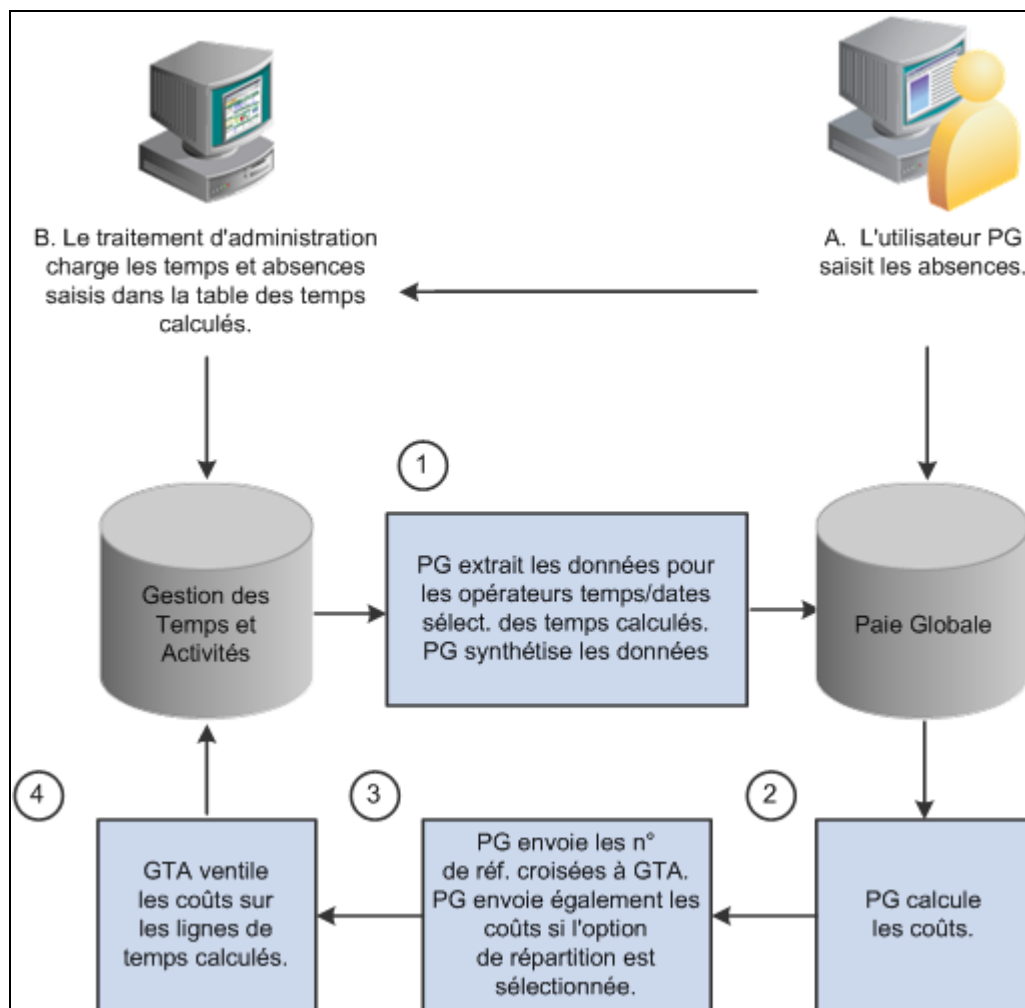 B. Le traitement d'administration
charge les temps et absences
saisis dans la table des temps
calculés.
A. L'utilisateur PG
saisit les absences.
1
Gestion des
Temps et
Activités
PG extrait les données pour
les opérateurs temps/dates
sélect. des temps calculés.
PG synthétise les données
Paie Globale
4
GTA ventile
les coûts sur
les lignes de
temps calculés.
3
PG envoie les n°
de réf. croisées à GTA.
PG envoie également les
coûts si l'option
de répartition est
sélectionnée.
2
PG calcule
les coûts.